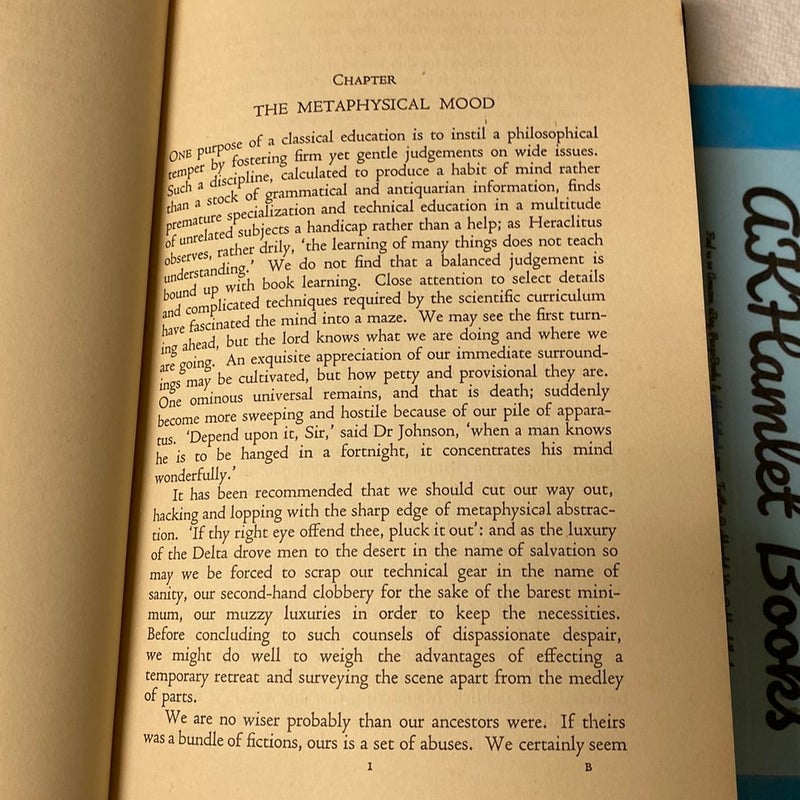 CHAPTER
THE METAPHYSICAL MOOD
ONE purpose of a classical education is to instil a philosophical
temper by fostering firm yet gentle judgements on wide issues.
Such a discipline, calculated to produce a habit of mind rather
than a stock of grammatical and antiquarian information, finds
premature specialization and technical education in a multitude
of unrelated subjects a handicap rather than a help; as Heraclitus
observes, rather drily, ‘the learning of many things does not teach
understanding.’ We do not find that a balanced judgement is
bound up with book learning. Close attention to select details
and complicated techniques required by the scientific curriculum
have fascinated the mind into a maze. We may see the first turn-
ing ahead, but the lord knows what we are doing and where we
are going. An exquisite appreciation of our immediate surround-
ings may be cultivated, but how petty and provisional they are.
One ominous universal remains, and that is death; suddenly
become more sweeping and hostile because of our pile of appara-
tus. ‘Depend upon it, Sir,’ said Dr Johnson, ‘when a man knows
he is to be hanged in a fortnight, it concentrates his mind
wonderfully.’
It has been recommended that we should cut our way out,
hacking and lopping with the sharp edge of metaphysical abstrac-
tion. ‘If thy right eye offend thee, pluck it out’: and as the luxury
of the Delta drove men to the desert in the name of salvation so
may we be forced to scrap our technical gear in the name of
sanity, our second-hand clobbery for the sake of the barest mini-
mum, our muzzy luxuries in order to keep the necessities.
Before concluding to such counsels of dispassionate despair,
we might do well to weigh the advantages of effecting a
temporary retreat and surveying the scene apart from the medley
of parts.
We are no wiser probably than our ancestors were. If theirs
was a bundle of fictions, ours is a set of abuses. We certainly seem
1 B
AKHamlet Books